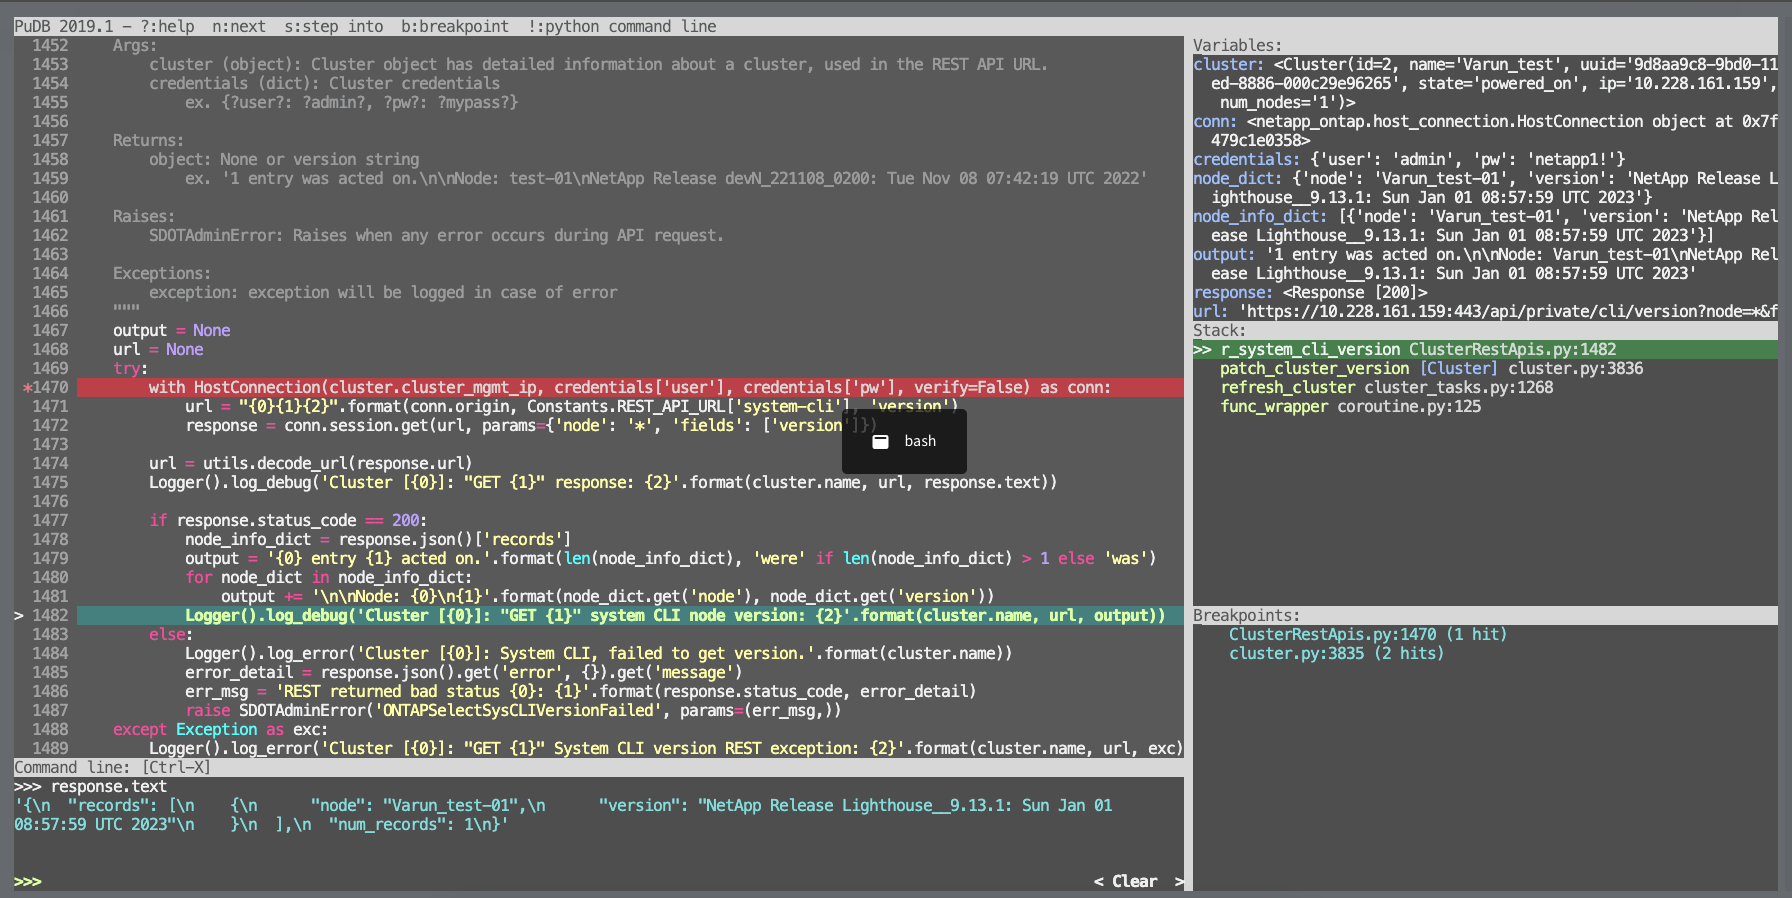 PuDB 2019.1 - ?:help  n:next  s:step into  b:breakpoint  !:python command line
1452     Args:
1453         cluster (object): Cluster object has detailed information about a cluster, used in the REST API URL.
1454         credentials (dict): Cluster credentials
1455             ex. {?user?: ?admin?, ?pw?: ?mypass?}
1456
1457     Returns:
1458         object: None or version string
1459             ex. '1 entry was acted on.\n\nNode: test-01\nNetApp Release devN_221108_0200: Tue Nov 08 07:42:19 UTC 2022'
1460
1461     Raises:
1462         SDOTAdminError: Raises when any error occurs during API request.
1463
1464     Exceptions:
1465         exception: exception will be logged in case of error
1466     """
1467     output = None
1468     url = None
1469     try:
*1470         with HostConnection(cluster.cluster_mgmt_ip, credentials['user'], credentials['pw'], verify=False) as conn:
1471             url = "{0}{1}{2}".format(conn.origin, Constants.REST_API_URL['system-cli'], 'version')
1472             response = conn.session.get(url, params={'node': '*', 'fields': ['version']})
1473
1474         url = utils.decode_url(response.url)
1475         Logger().log_debug('Cluster [{0}]: "GET {1}" response: {2}'.format(cluster.name, url, response.text))
1476
1477         if response.status_code == 200:
1478             node_info_dict = response.json()['records']
1479             output = '{0} entry {1} acted on.'.format(len(node_info_dict), 'were' if len(node_info_dict) > 1 else 'was')
1480             for node_dict in node_info_dict:
1481                 output += '\n\nNode: {0}\n{1}'.format(node_dict.get('node'), node_dict.get('version'))
> 1482             Logger().log_debug('Cluster [{0}]: "GET {1}" system CLI node version: {2}'.format(cluster.name, url, output))
1483         else:
1484             Logger().log_error('Cluster [{0}]: System CLI, failed to get version.'.format(cluster.name))
1485             error_detail = response.json().get('error', {}).get('message')
1486             err_msg = 'REST returned bad status {0}: {1}'.format(response.status_code, error_detail)
1487             raise SDOTAdminError('ONTAPSelectSysCLIVersionFailed', params=(err_msg,))
1488     except Exception as exc:
1489         Logger().log_error('Cluster [{0}]: "GET {1}" System CLI version REST exception: {2}'.format(cluster.name, url, exc)
bash
Command line: [Ctrl-X]
>>> response.text
'{\n  "records": [\n    {\n      "node": "Varun_test-01",\n      "version": "NetApp Release Lighthouse__9.13.1: Sun Jan 01
08:57:59 UTC 2023"\n    }\n  ],\n  "num_records": 1\n}'
>>>
< Clear  >
Variables:
cluster: <Cluster(id=2, name='Varun_test', uuid='9d8aa9c8-9bd0-11
ed-8886-000c29e96265', state='powered_on', ip='10.228.161.159',
num_nodes='1')>
conn: <netapp_ontap.host_connection.HostConnection object at 0x7f
479c1e0358>
credentials: {'user': 'admin', 'pw': 'netapp1!'}
node_dict: {'node': 'Varun_test-01', 'version': 'NetApp Release L
ighthouse__9.13.1: Sun Jan 01 08:57:59 UTC 2023'}
node_info_dict: [{'node': 'Varun_test-01', 'version': 'NetApp Rel
ease Lighthouse__9.13.1: Sun Jan 01 08:57:59 UTC 2023'}]
output: '1 entry was acted on.\n\nNode: Varun_test-01\nNetApp Rel
ease Lighthouse__9.13.1: Sun Jan 01 08:57:59 UTC 2023'
response: <Response [200]>
url: 'https://10.228.161.159:443/api/private/cli/version?node=*&f
Stack:
>> r_system_cli_version ClusterRestApis.py:1482
patch_cluster_version [Cluster] cluster.py:3836
refresh_cluster cluster_tasks.py:1268
func_wrapper coroutine.py:125
Breakpoints:
ClusterRestApis.py:1470 (1 hit)
cluster.py:3835 (2 hits)